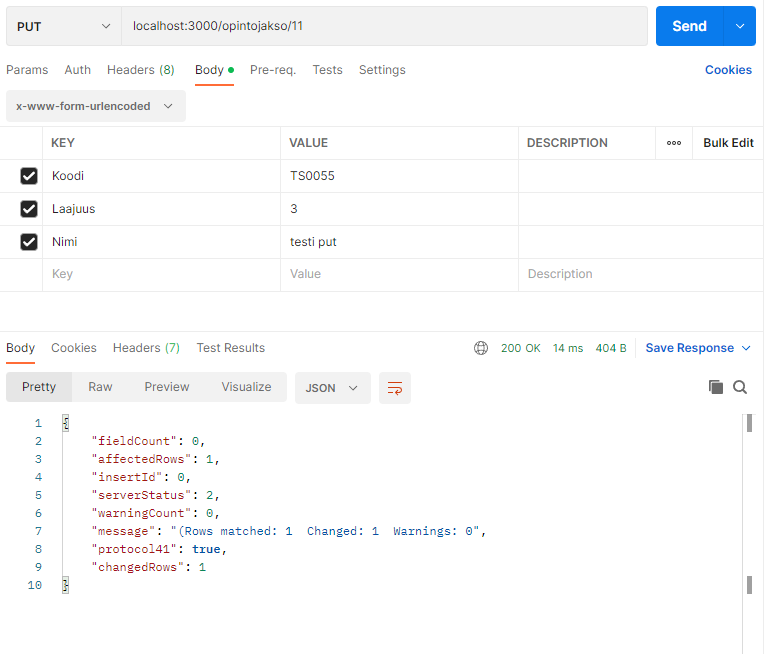 PUT localhost:3000/opintojakso/11 Send
Params Auth Headers (8) Body Pre-req. Tests Settings Cookies
x-www-form-urlencoded
KEY VALUE DESCRIPTION ooo Bulk Edit
Koodi TS0055
Laajuus 3
Nimi testi put
Key Value Description
Body Cookies Headers (7) Test Results 200 OK 14 ms 404 B Save Response
Pretty Raw Preview Visualize JSON
1 {
2 "fieldCount": 0,
3 "affectedRows": 1,
4 "insertId": 0,
5 "serverStatus": 2,
6 "warningCount": 0,
7 "message": "(Rows matched: 1  Changed: 1  Warnings: 0",
8 "protocol41": true,
9 "changedRows": 1
10 }